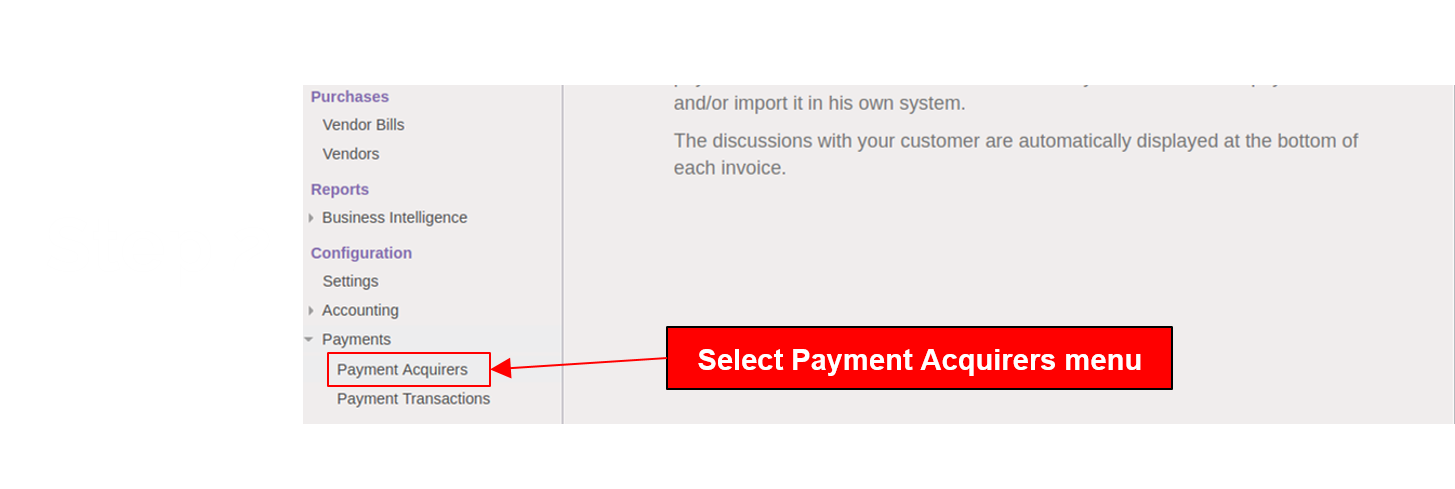 Purchases
Vendor Bills
Vendors
Reports
Business Intelligence
Configuration
Settings
Accounting
Payments
Payment Acquirers
Payment Transactions
and/or import it in his own system.
The discussions with your customer are automatically displayed at the bottom of
each invoice.
Select Payment Acquirers menu